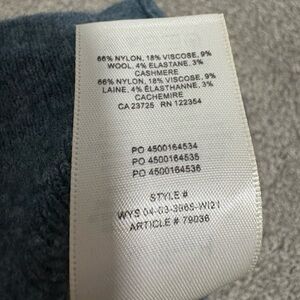 66% NYLON, 18% VISCOSE, 9%
WOOL, 4% ELASTANE, 3%
CASHMERE
66% NYLON, 18% VISCOSE, 9%
LAINE, 4% ÉLASTHANNE, 3%
CACHEMIRE
CA 23725 RN 122354
PO 4500164534
PO 4500164535
PO 4500164536
STYLE #
WYS 04-03-3965-WI21
ARTICLE # 79036